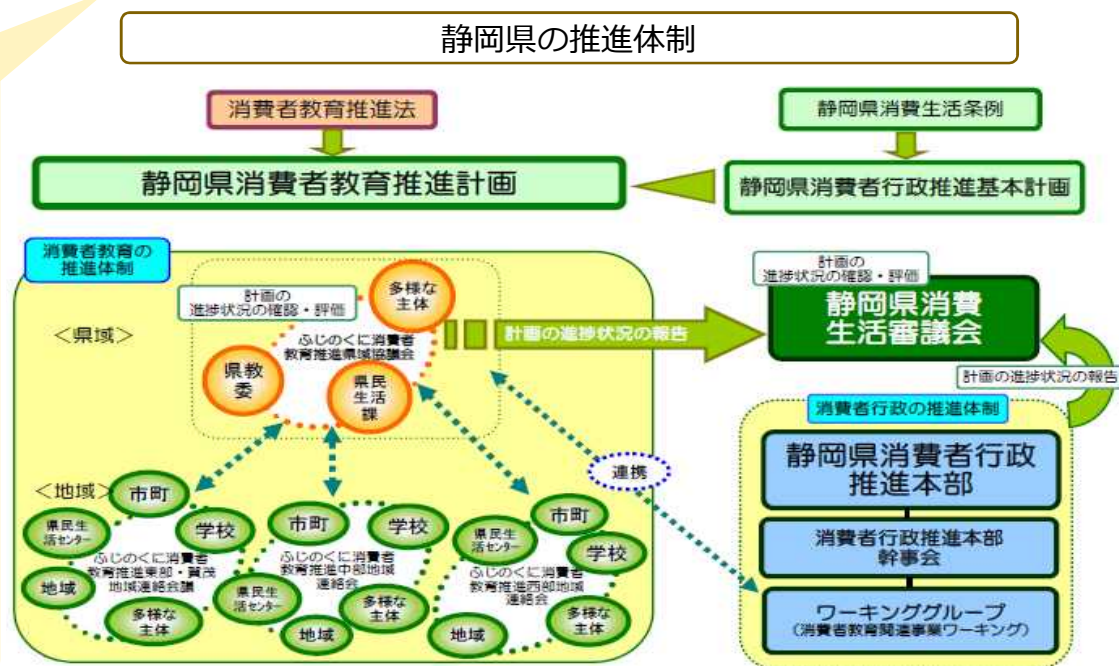 静岡県の推進体制
消費者教育推進法
静岡県消費生活条例
静岡県消費者教育推進計画
静岡県消費者行政推進基本計画
消費者教育の
推進体制
＜県域＞
計画の
進捗状況の確認・評価
多様な
主体
ふじのくに消費者
教育推進県域協議会
県教
委
県民
生活
課
計画の進捗状況の報告
計画の
進捗状況の確認・評価
静岡県消費
生活審議会
計画の進捗状況の報告
消費者行政の推進体制
静岡県消費者行政
推進本部
消費者行政推進本部
幹事会
ワーキンググループ
（消費者教育関連事業ワーキング）
連携
＜地域＞
市町
県民生
活センター
学校
ふじのくに消費者
教育推進東部・賀茂
地域連絡会議
地域
多様な
主体
市町
学校
ふじのくに消費者
教育推進中部地域
連絡会
県民生
活センター
多様な
主体
地域
市町
県民生
活センター
学校
ふじのくに消費者
教育推進西部地域
連絡会
多様な
主体
地域